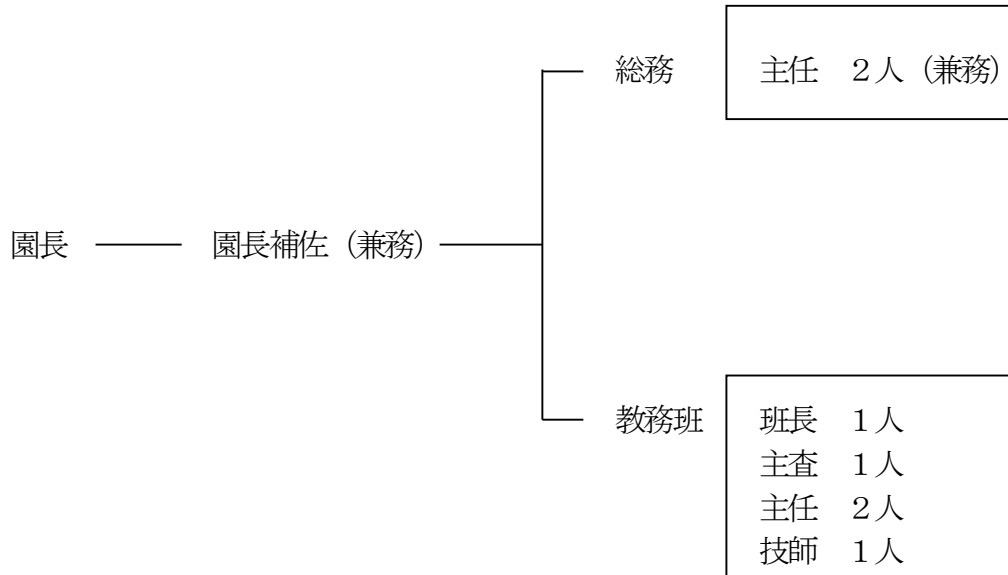 総務
主任 ２人（兼務）
園長
園長補佐（兼務）
教務班
班長 １人
主査 １人
主任 ２人
技師 １人